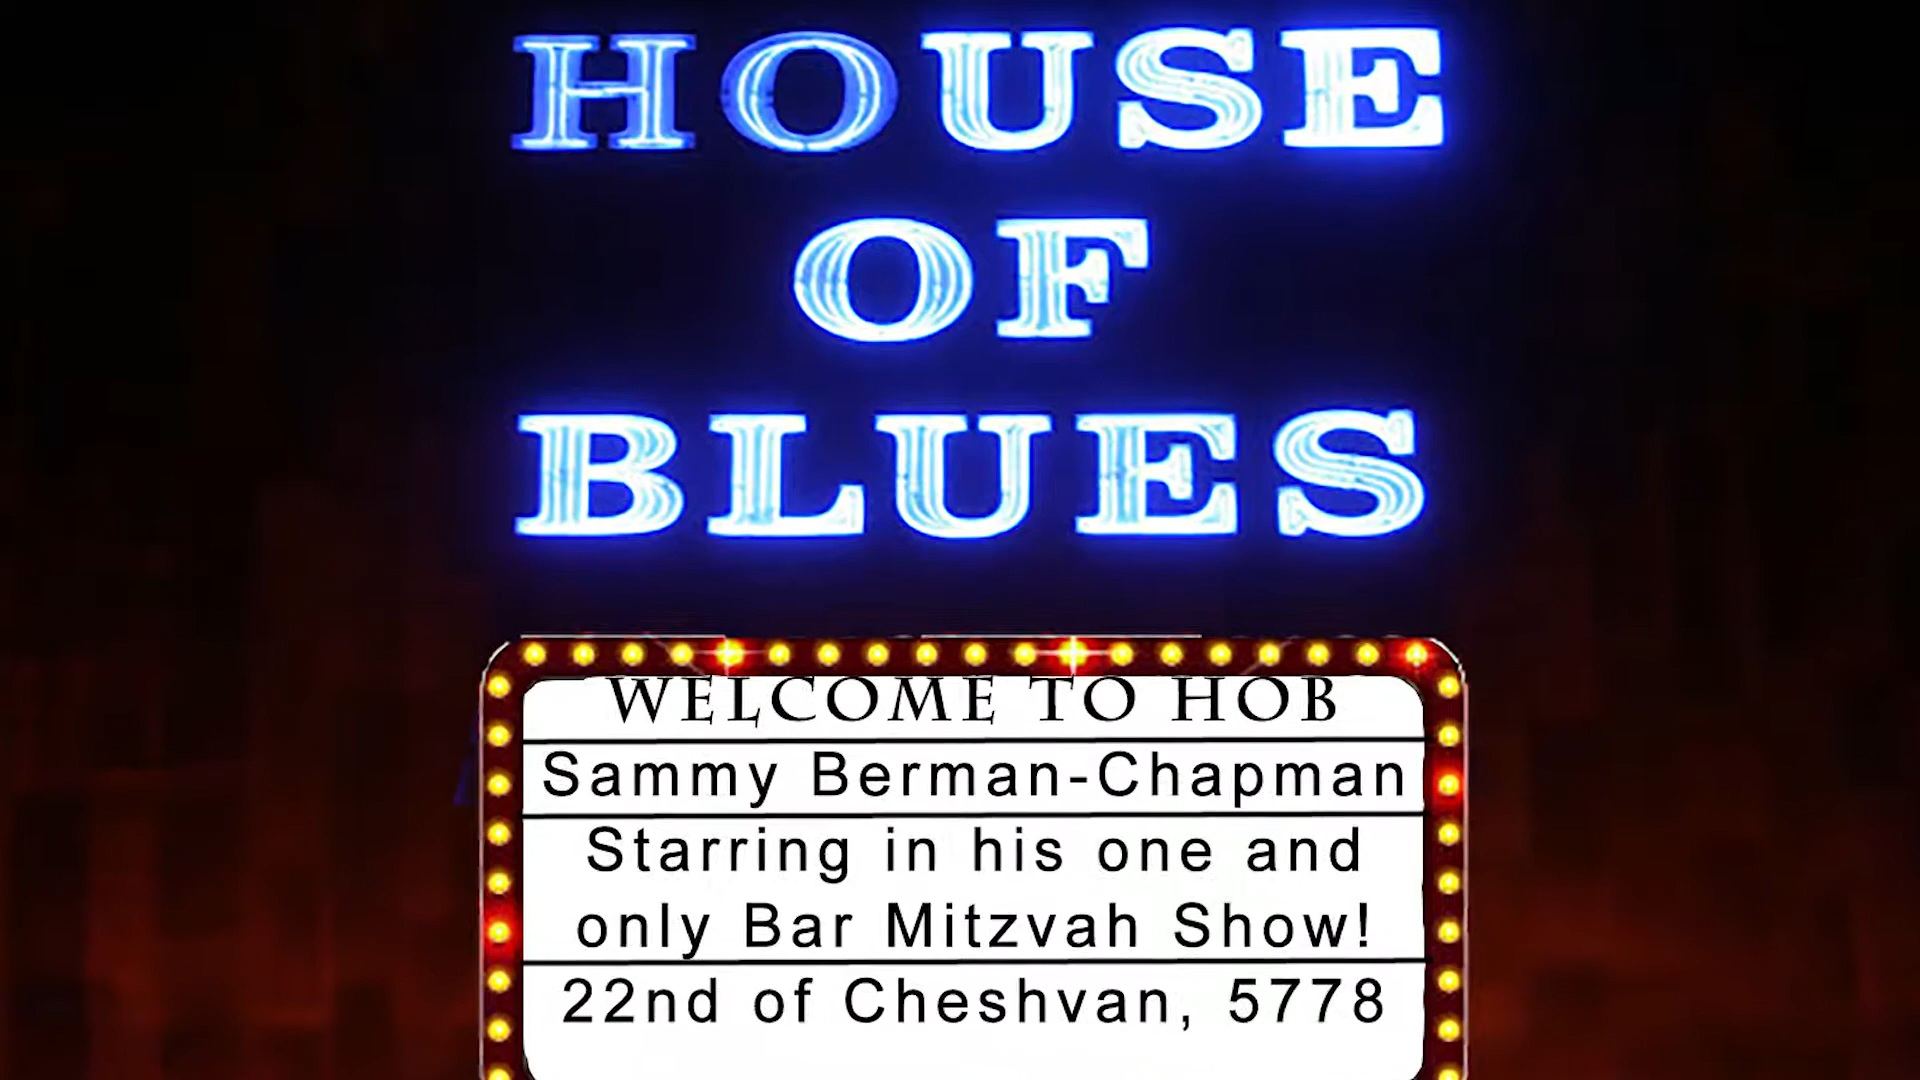 HOUSE
OF
BLUES
WELCOME TO HOB
Sammy Berman-Chapman
Starring in his one and
only Bar Mitzvah Show!
22nd of Cheshvan, 5778